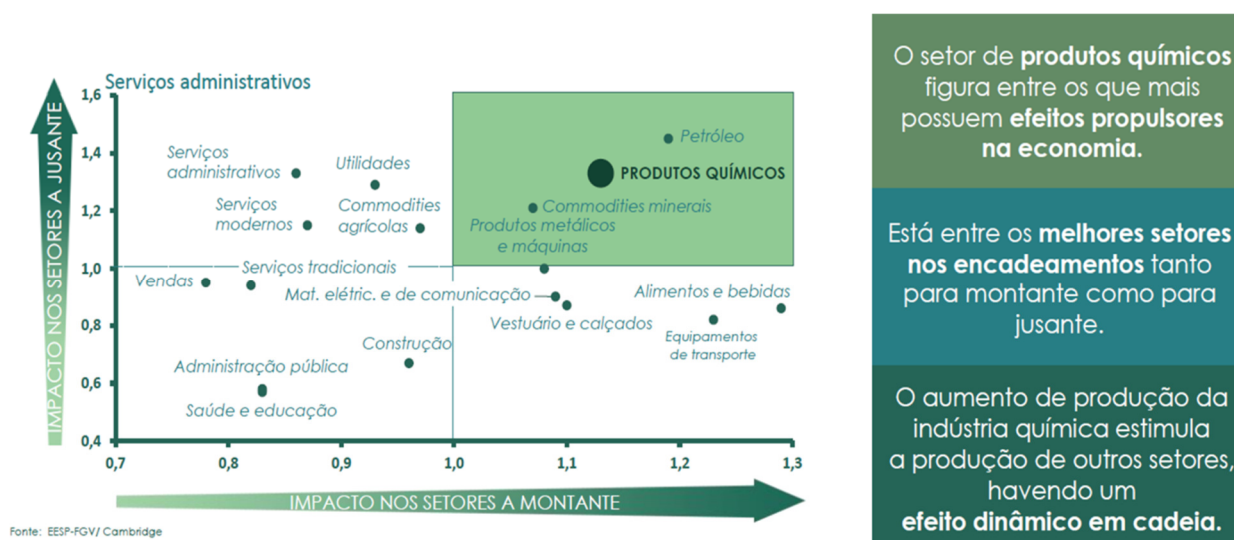 Serviços administrativos
IMPACTO NOS SETORES A JUSANTE
1,6
1,4
1,2
1,0
0,8
0,6
0,4
Serviços
administrativos
Utilidades
Petróleo
PRODUTOS QUÍMICOS
Serviços
modernos
Commodities
agrícolas
Commodities minerais
Produtos metálicos
e máquinas
Vendas
Serviços tradicionais
Mat. elétric. e de comunicação
Alimentos e bebidas
Vestuário e calçados
Equipamentos
de transporte
Construção
Administração pública
Saúde e educação
0,7 0,8 0,9 1,0 1,1 1,2 1,3
IMPACTO NOS SETORES A MONTANTE
Fonte: EESP-FGV/ Cambridge
O setor de produtos químicos
figura entre os que mais
possuem efeitos propulsores
na economia.
Está entre os melhores setores
nos encadeamentos tanto
para montante como para
jusante.
O aumento de produção da
indústria química estimula
a produção de outros setores,
havendo um
efeito dinâmico em cadeia.